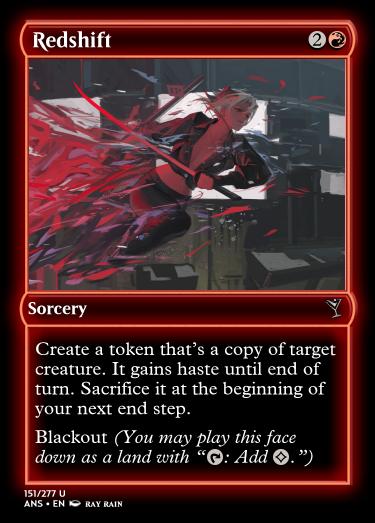 Redshift 2
Sorcery
Create a token that's a copy of target
creature. It gains haste until end of
turn. Sacrifice it at the beginning of
your next end step.
Blackout (You may play this face
down as a land with “: Add .”)
151/277 U
ANS • EN RAY RAIN